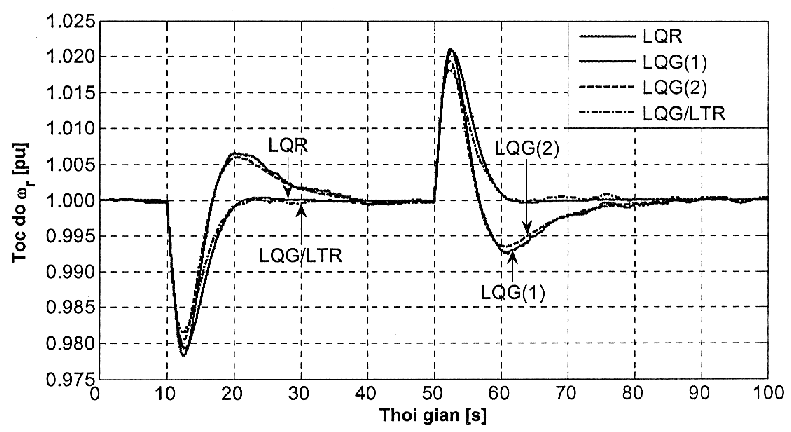 1.025
1.020
1.015
1.010
1.005
1.000
0.995
0.990
0.985
0.980
0.975
Toc do ωr [pu]
LQR
LQG(1)
LQG(2)
LQG/LTR
LQR
LQG(2)
LQG/LTR
LQG(1)
0 10 20 30 40 50 60 70 80 90 100
Thoi gian [s]